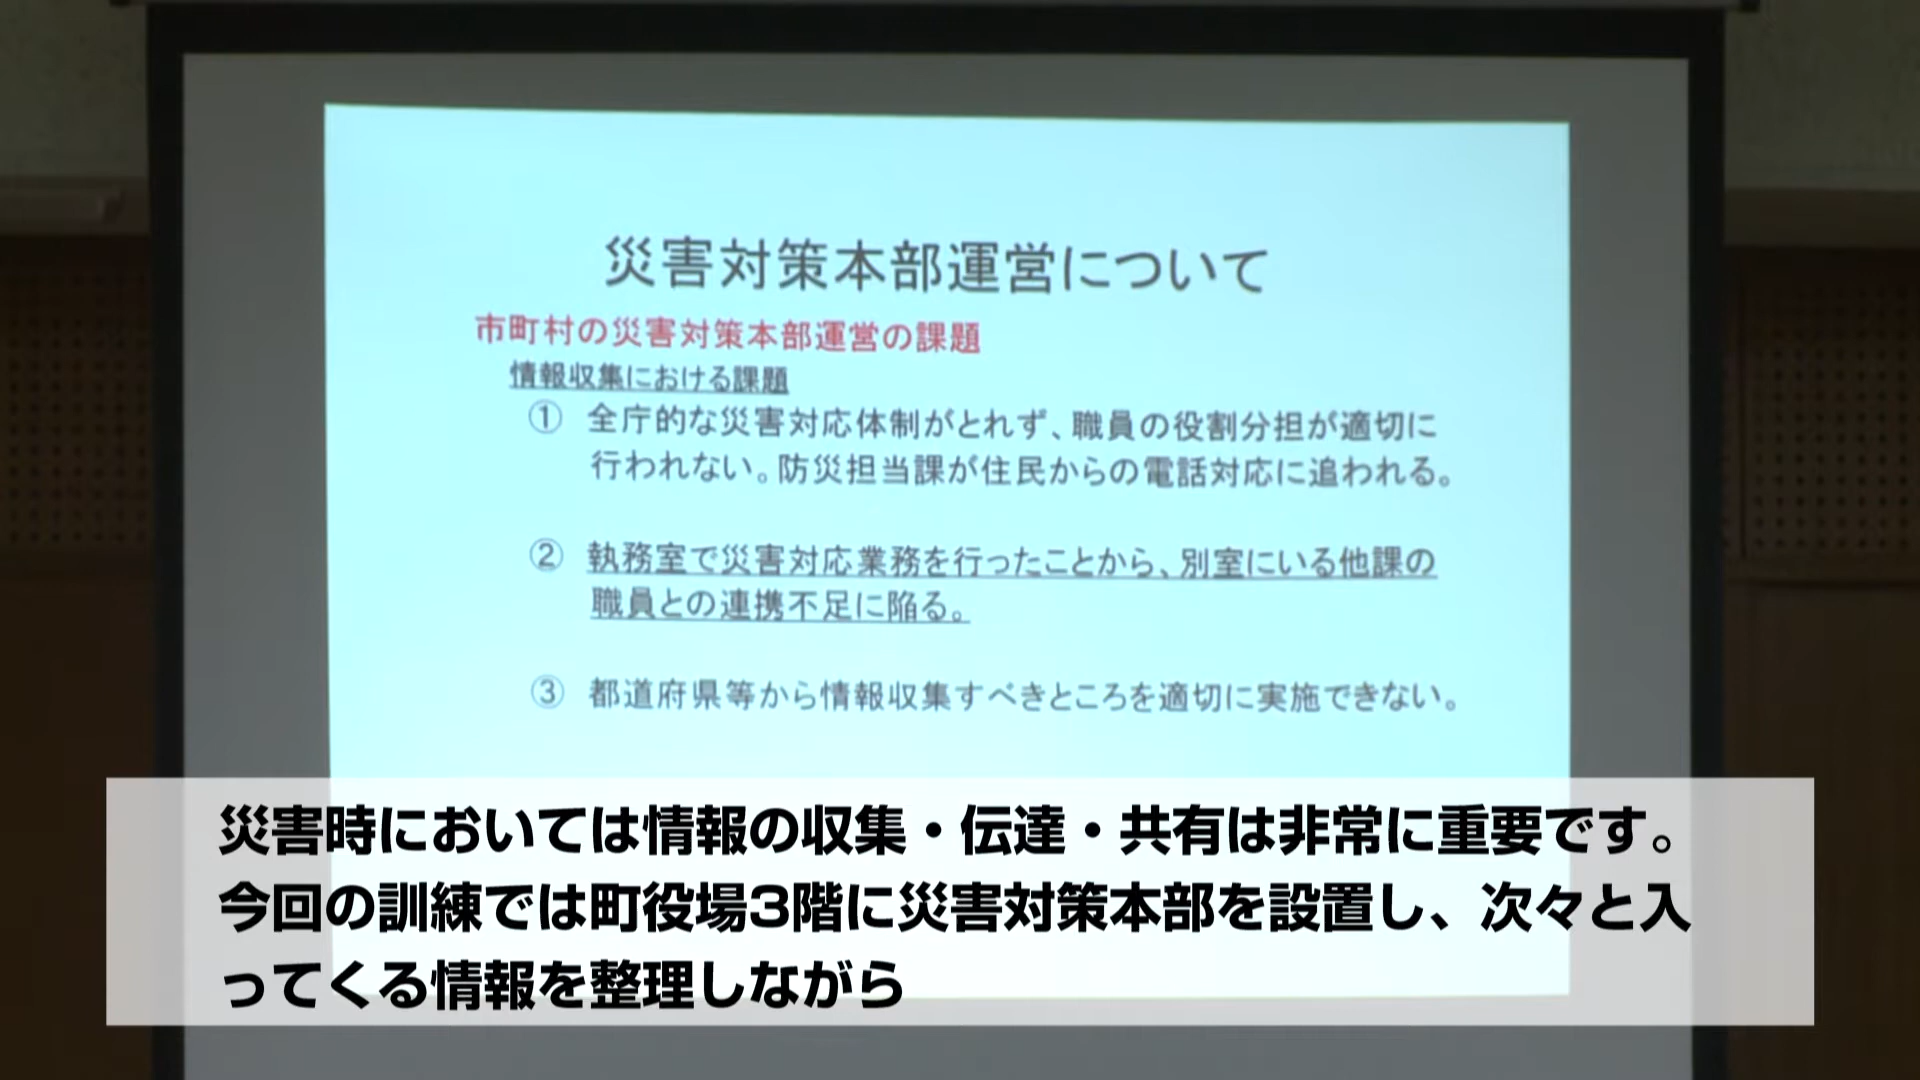 災害対策本部運営について
市町村の災害対策本部運営の課題
情報収集における課題
① 全庁的な災害対応体制がとれず、職員の役割分担が適切に
行われない。防災担当課が住民からの電話対応に追われる。
② 執務室で災害対応業務を行ったことから、別室にいる他課の
職員との連携不足に陥る。
③ 都道府県等から情報収集すべきところを適切に実施できない。
災害時においては情報の収集・伝達・共有は非常に重要です。
今回の訓練では町役場3階に災害対策本部を設置し、次々と入
ってくる情報を整理しながら